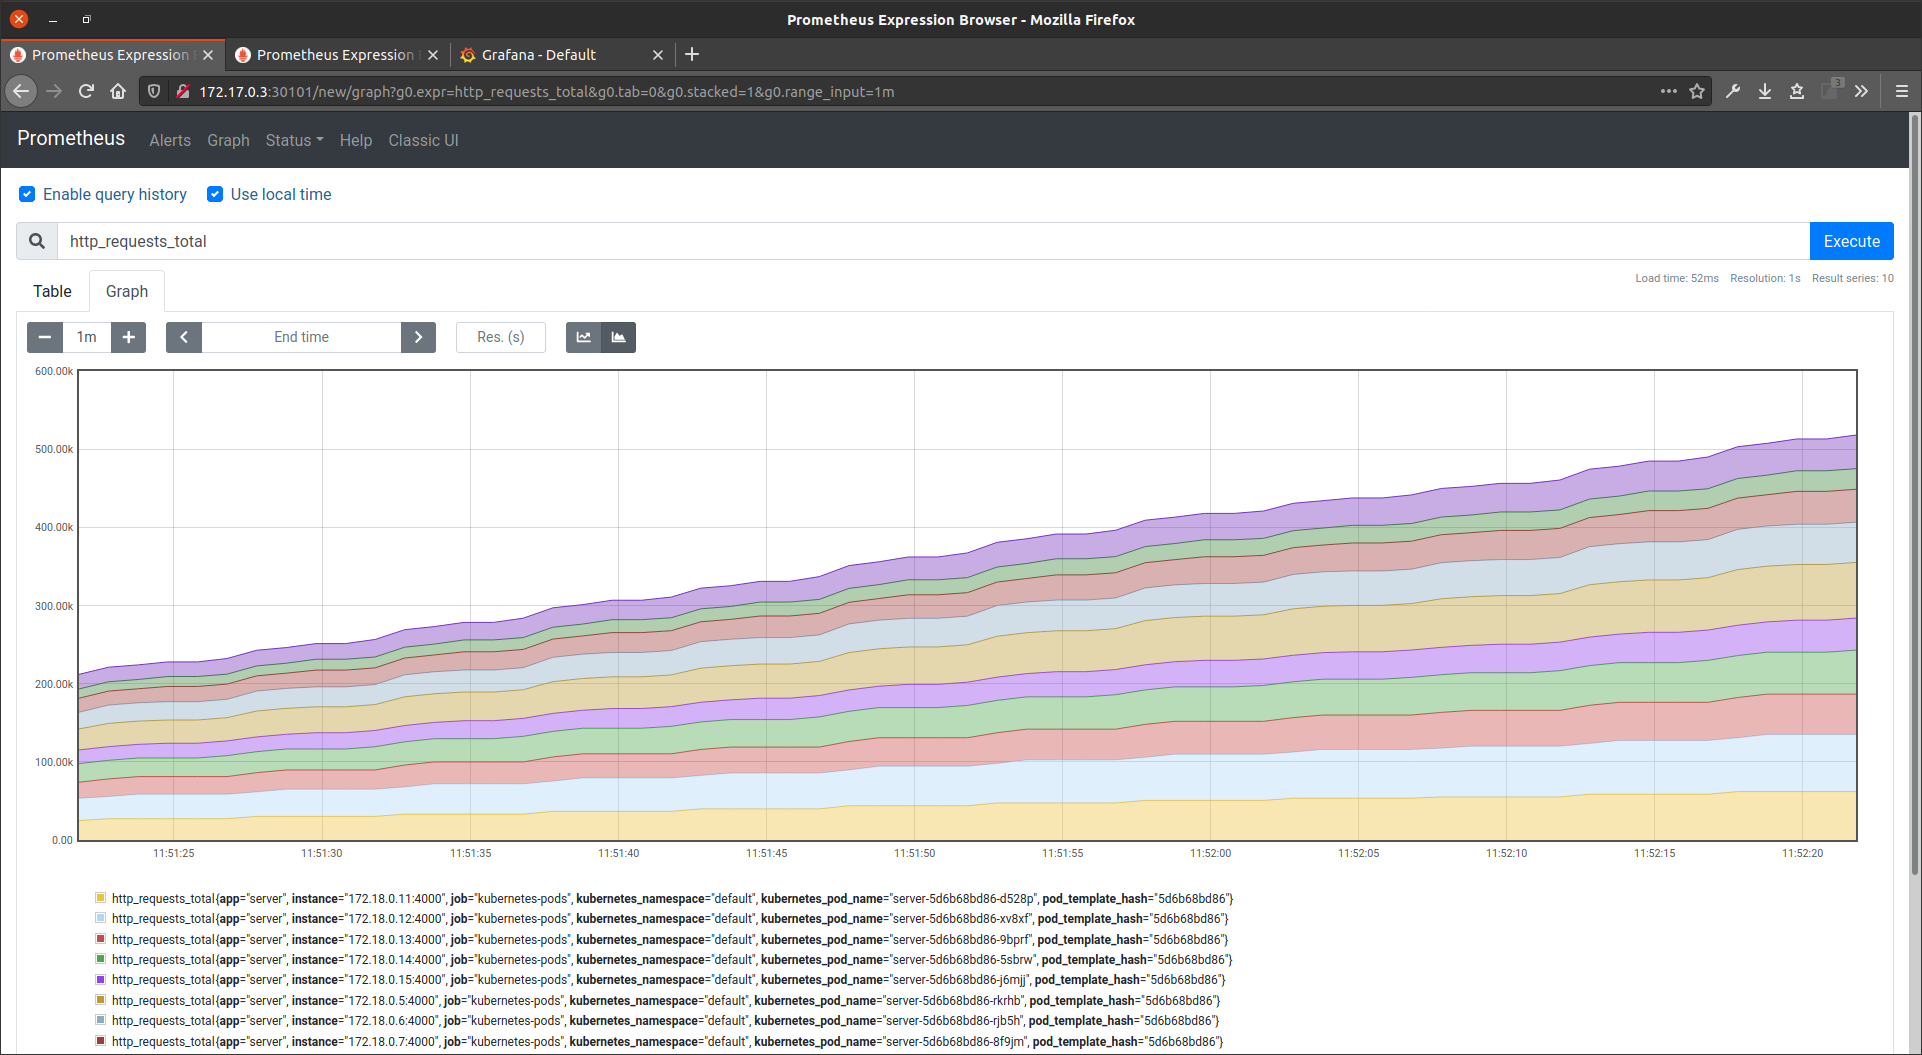 Prometheus Expression Browser - Mozilla Firefox
Prometheus Expression
Prometheus Expression
Grafana - Default
172.17.0.3:30101/new/graph?g0.expr=http_requests_total&g0.tab=0&g0.stacked=1&g0.range_input=1m
3
Prometheus Alerts Graph Status Help Classic UI
Enable query history Use local time
http_requests_total Execute
Load time: 52ms Resolution: 1s Result series: 10
Table Graph
1m End time Res. (s)
600.00k
500.00k
400.00k
300.00k
200.00k
100.00k
0.00
11:51:25 11:51:30 11:51:35 11:51:40 11:51:45 11:51:50 11:51:55 11:52:00 11:52:05 11:52:10 11:52:15 11:52:20
http_requests_total{app="server", instance="172.18.0.11:4000", job="kubernetes-pods", kubernetes_namespace="default", kubernetes_pod_name="server-5d6b68bd86-d528p", pod_template_hash="5d6b68bd86"}
http_requests_total{app="server", instance="172.18.0.12:4000", job="kubernetes-pods", kubernetes_namespace="default", kubernetes_pod_name="server-5d6b68bd86-xv8xf", pod_template_hash="5d6b68bd86"}
http_requests_total{app="server", instance="172.18.0.13:4000", job="kubernetes-pods", kubernetes_namespace="default", kubernetes_pod_name="server-5d6b68bd86-9bprf", pod_template_hash="5d6b68bd86"}
http_requests_total{app="server", instance="172.18.0.14:4000", job="kubernetes-pods", kubernetes_namespace="default", kubernetes_pod_name="server-5d6b68bd86-5sbrw", pod_template_hash="5d6b68bd86"}
http_requests_total{app="server", instance="172.18.0.15:4000", job="kubernetes-pods", kubernetes_namespace="default", kubernetes_pod_name="server-5d6b68bd86-j6mjj", pod_template_hash="5d6b68bd86"}
http_requests_total{app="server", instance="172.18.0.5:4000", job="kubernetes-pods", kubernetes_namespace="default", kubernetes_pod_name="server-5d6b68bd86-rkrhb", pod_template_hash="5d6b68bd86"}
http_requests_total{app="server", instance="172.18.0.6:4000", job="kubernetes-pods", kubernetes_namespace="default", kubernetes_pod_name="server-5d6b68bd86-rjb5h", pod_template_hash="5d6b68bd86"}
http_requests_total{app="server", instance="172.18.0.7:4000", job="kubernetes-pods", kubernetes_namespace="default", kubernetes_pod_name="server-5d6b68bd86-8f9jm", pod_template_hash="5d6b68bd86"}